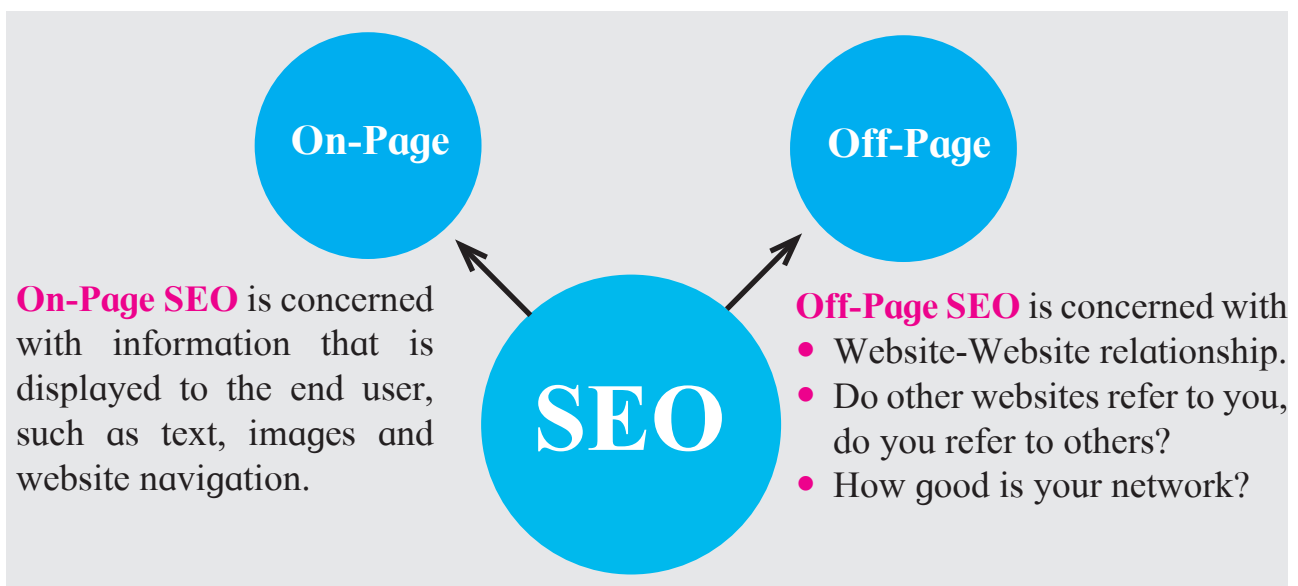 On-Page
Off-Page
On-Page SEO is concerned
with information that is
displayed to the end user,
such as text, images and
website navigation.
SEO
Off-Page SEO is concerned with
• Website-Website relationship.
• Do other websites refer to you,
do you refer to others?
• How good is your network?